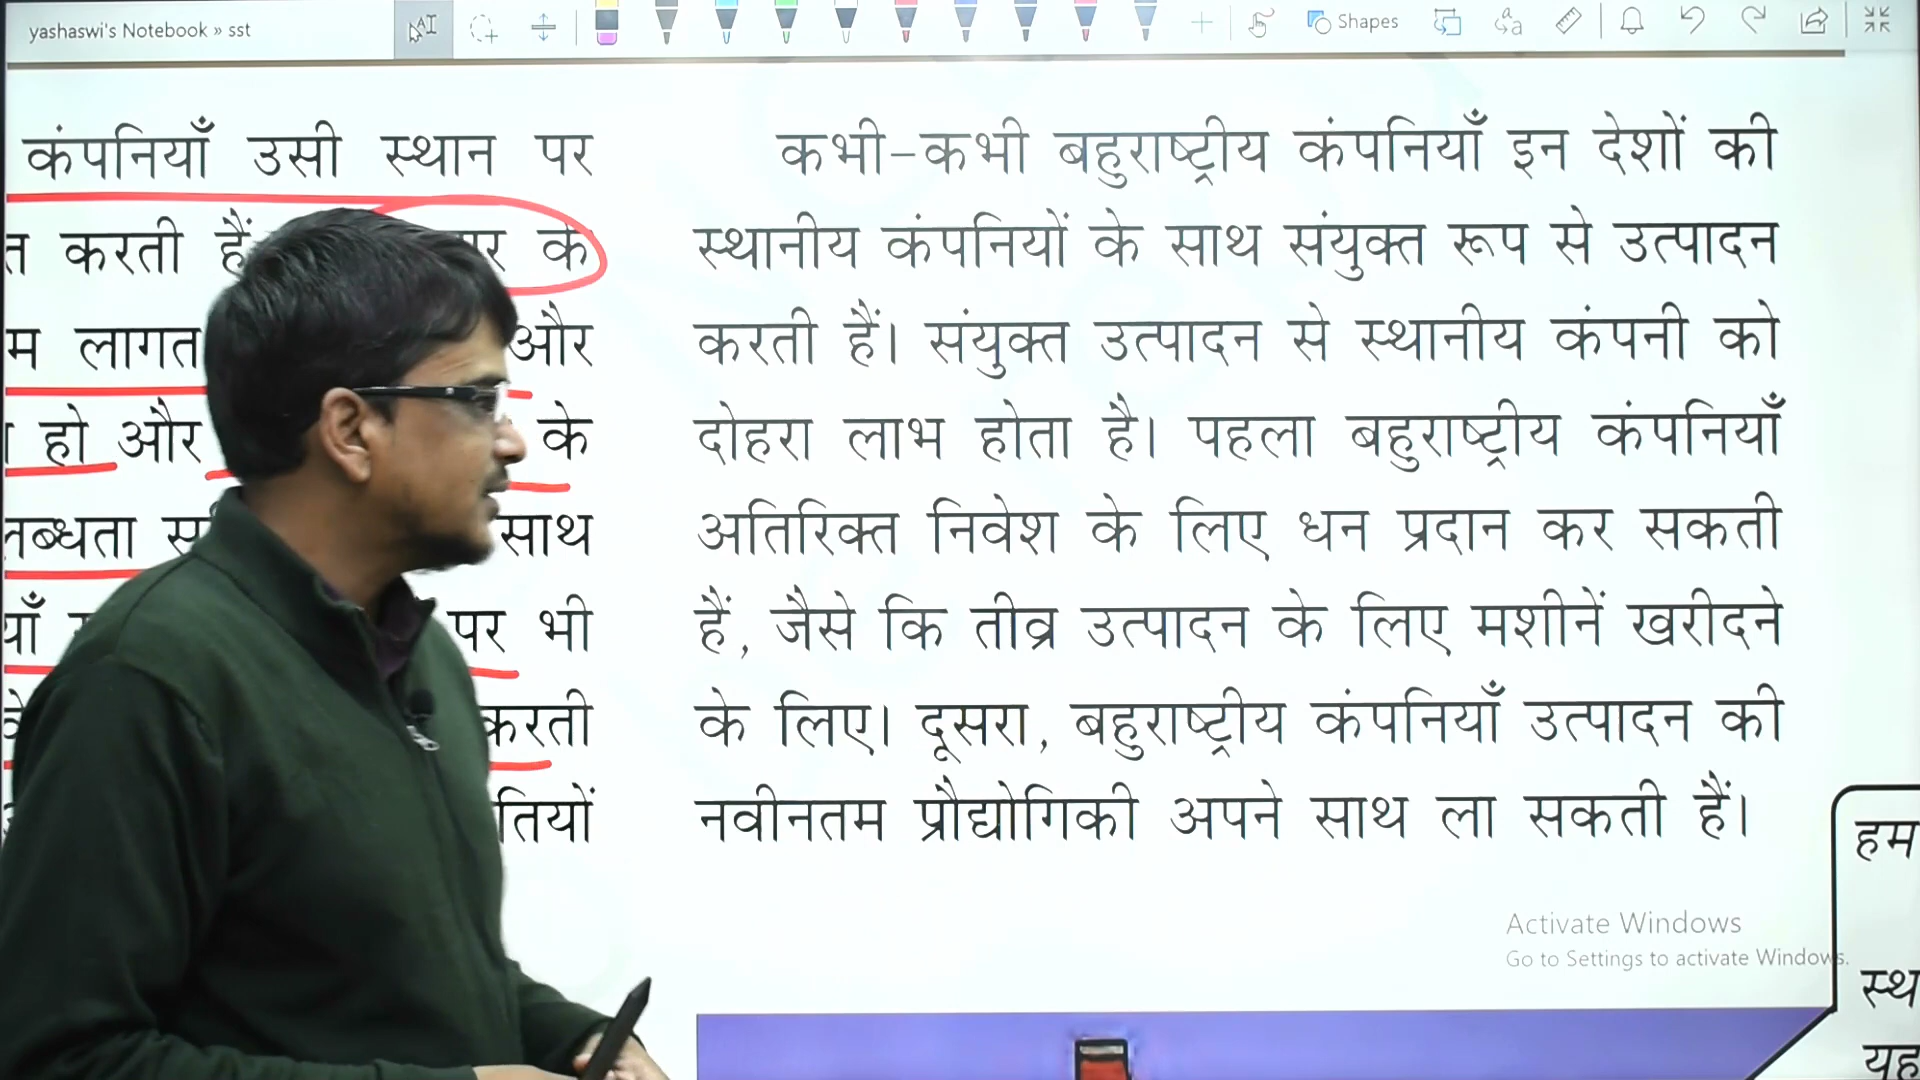 yashaswi's Notebook » sst
Shapes
कंपनियाँ उसी स्थान पर
करती हैं
के
लागत
और
हो और
के
साथ
पर भी
करती
कभी-कभी बहुराष्ट्रीय कंपनियाँ इन देशों की
स्थानीय कंपनियों के साथ संयुक्त रूप से उत्पादन
करती हैं। संयुक्त उत्पादन से स्थानीय कंपनी को
दोहरा लाभ होता है। पहला बहुराष्ट्रीय कंपनियाँ
अतिरिक्त निवेश के लिए धन प्रदान कर सकती
हैं, जैसे कि तीव्र उत्पादन के लिए मशीनें खरीदने
के लिए। दूसरा, बहुराष्ट्रीय कंपनियाँ उत्पादन की
नवीनतम प्रौद्योगिकी अपने साथ ला सकती हैं।
हम
Activate Windows
Go to Settings to activate Windows.